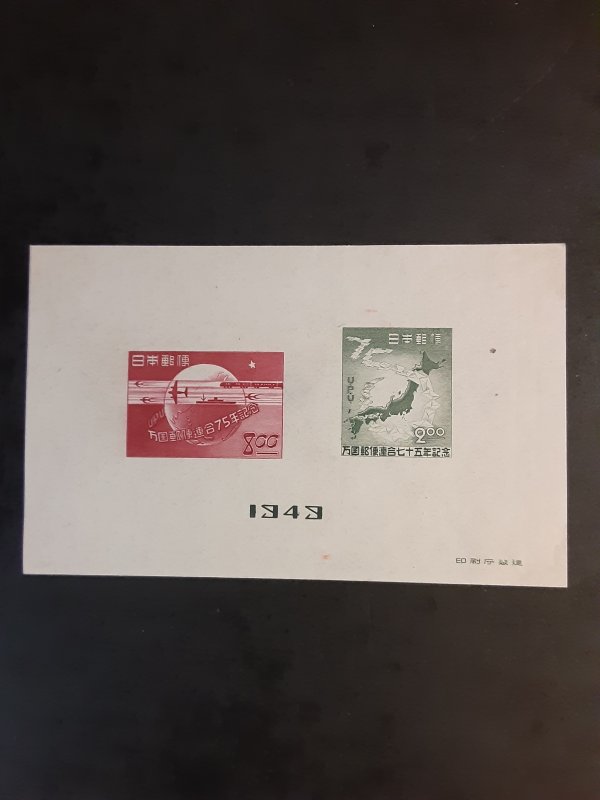 日本郵便
UPU
万国郵便連合75年記念
8.00
日本郵便
75
UPU
2.00
万国郵便連合七十五年記念
1949
印刷庁製造